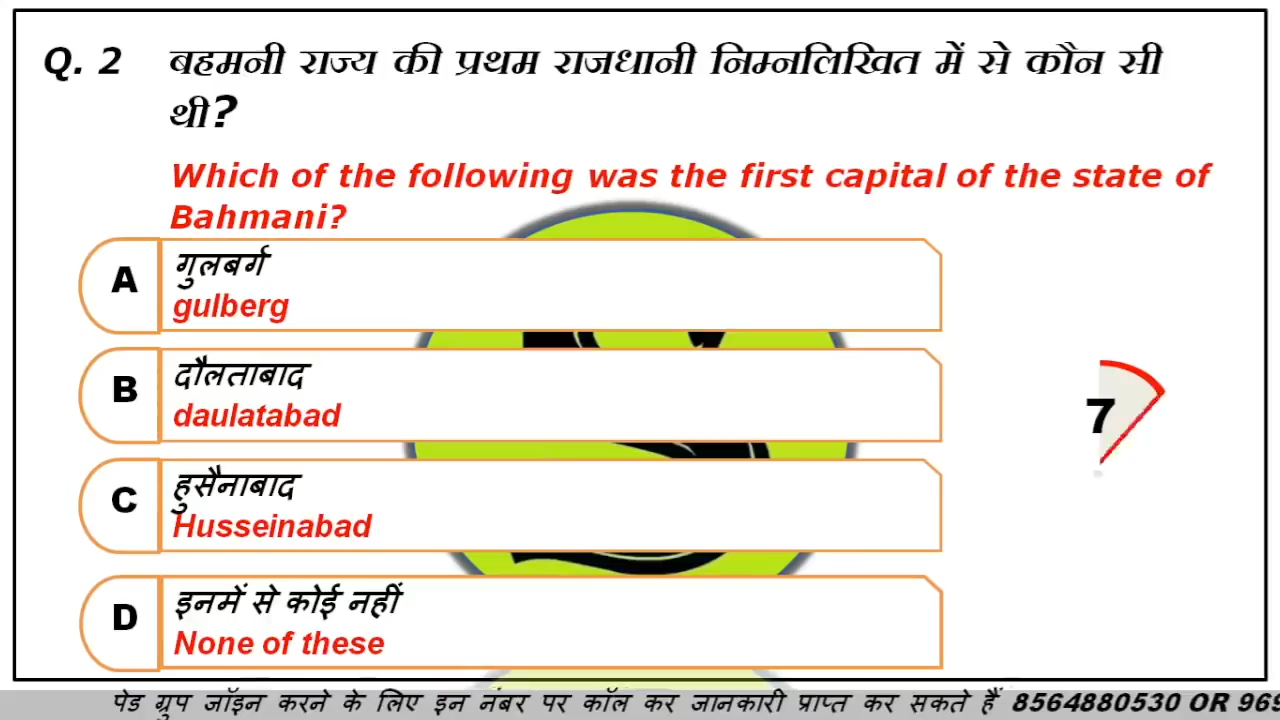 Q. 2 बहमनी राज्य की प्रथम राजधानी निम्नलिखित में से कौन सी
थी?
Which of the following was the first capital of the state of
Bahmani?
A
गुलबर्ग
gulberg
B
दौलताबाद
daulatabad
C
हुसैनाबाद
Husseinabad
7
D
इनमें से कोई नहीं
None of these
पेड ग्रुप जॉइन करने के लिए इन नंबर पर कॉल कर जानकारी प्राप्त कर सकते हैं 8564880530 OR 969